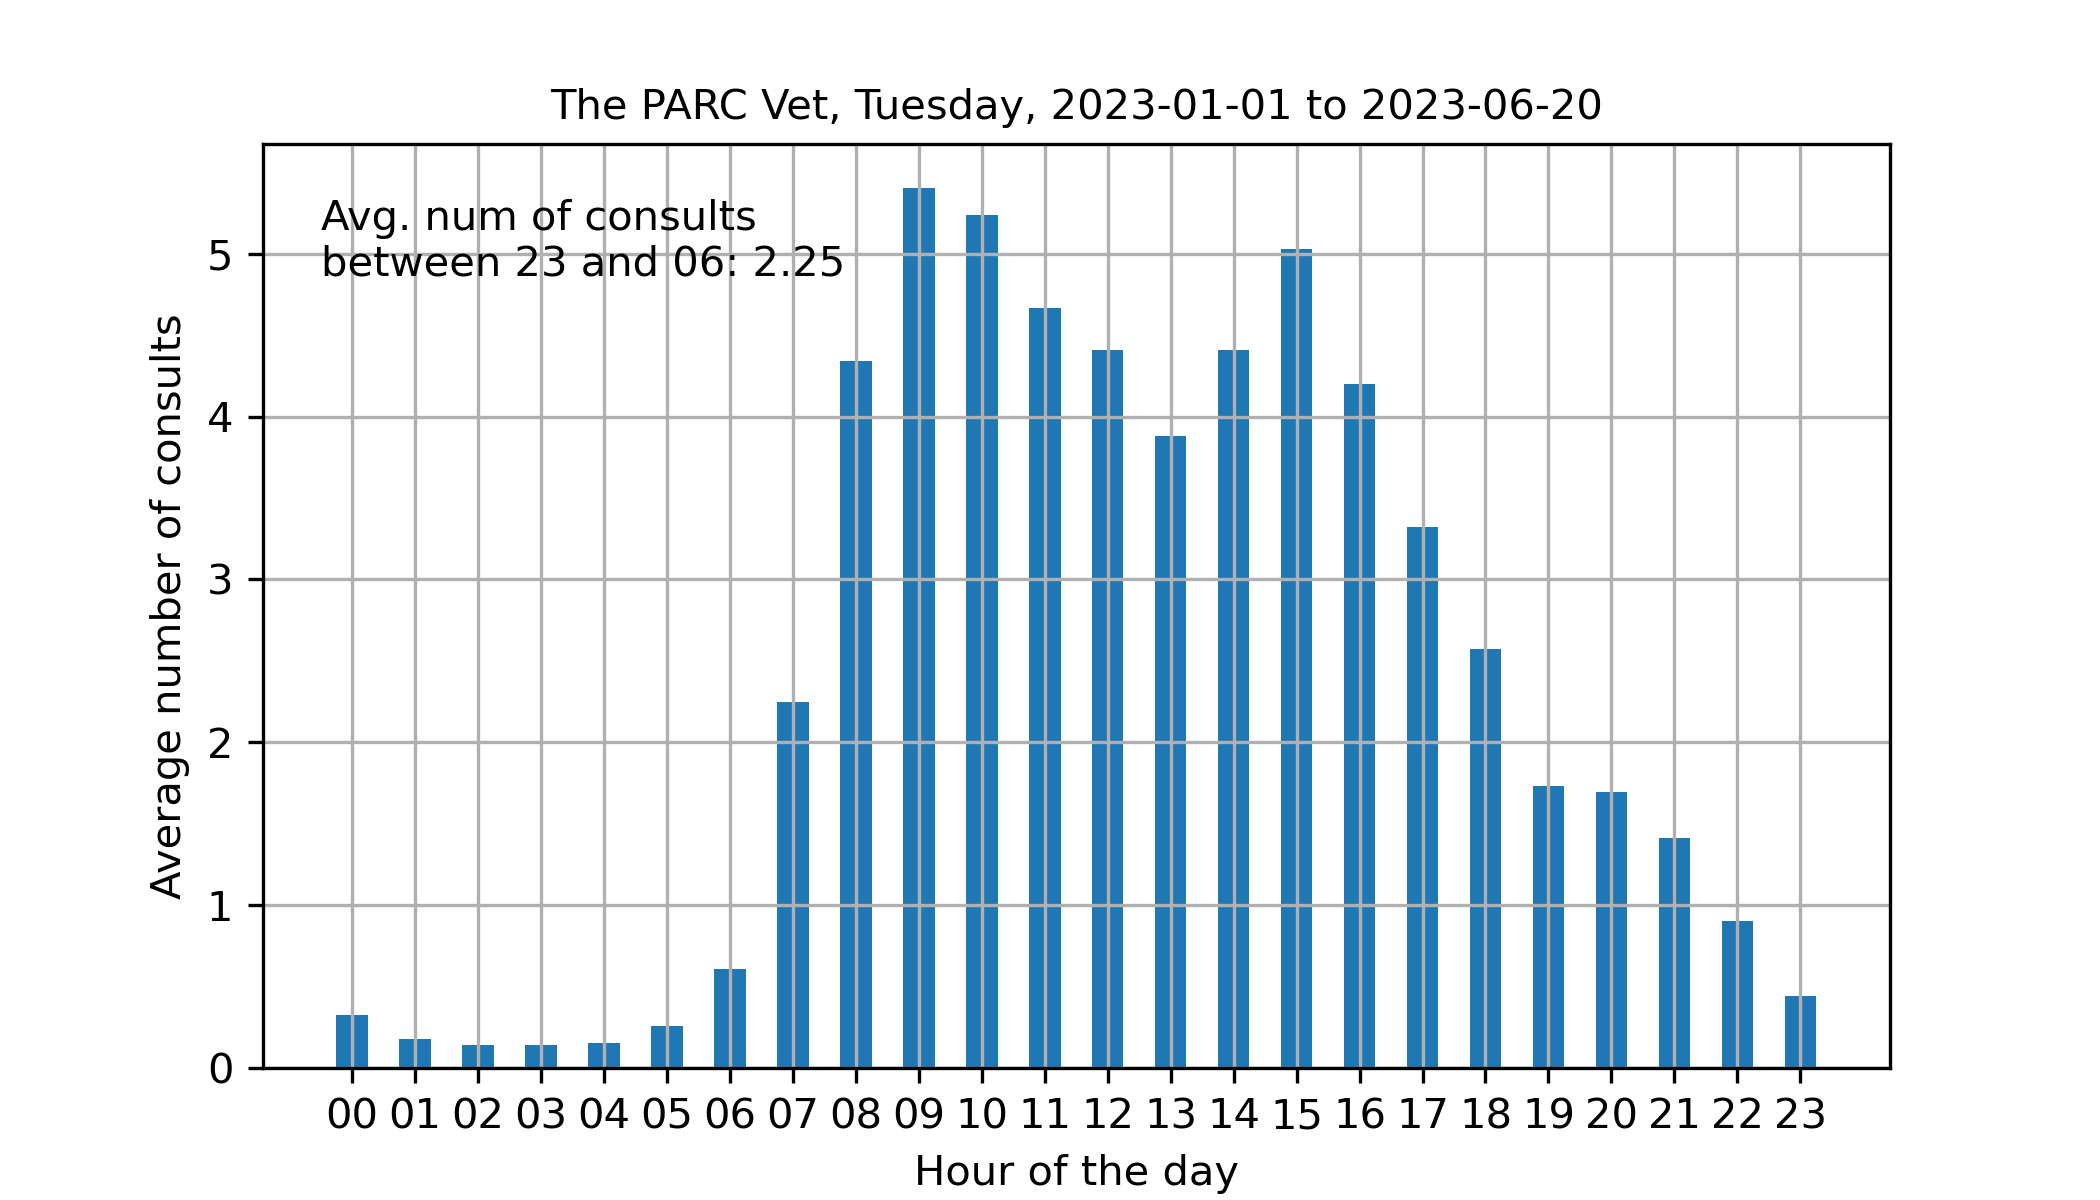 The PARC Vet, Tuesday, 2023-01-01 to 2023-06-20
Avg. num of consults
between 23 and 06: 2.25
5
4
3
2
1
0
Average number of consults
00 01 02 03 04 05 06 07 08 09 10 11 12 13 14 15 16 17 18 19 20 21 22 23
Hour of the day